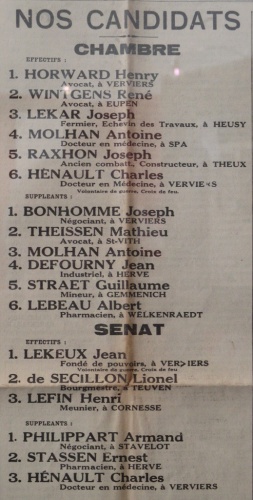 NOS CANDIDATS
CHAMBRE
EFFECTIFS :
1. HORWARD Henry
Avocat, à VERVIERS
2. WINTGENS René
Avocat, à EUPEN
3. LEKAR Joseph
Fermier, Echevin des Travaux, à HEUSY
4. MOLHAN Antoine
Docteur en médecine, à SPA
5. RAXHON Joseph
Ancien combatt. Constructeur, à THEUX
6. HÉNAULT Charles
Docteur en Médecine, à VERVIERS
Volontaire de guerre, Croix de feu.
SUPPLEANTS :
1. BONHOMME Joseph
Négociant, à VERVIERS
2. THEISSEN Mathieu
Avocat, à St-VITH
3. MOLHAN Antoine
4. DEFOURNY Jean
Industriel, à HERVE
5. STRAET Guillaume
Mineur, à GEMMENICH
6. LEBEAU Albert
Pharmacien, à WELKENRAEDT
SENAT
EFFECTIFS :
1. LEKEUX Jean
Fondé de pouvoirs, à VERVIERS
Volontaire de guerre, Croix de feu
2. de SECILLON Lionel
Bourgmestre, à TEUVEN
3. LEFIN Henri
Meunier, à CORNESSE
SUPPLEANTS :
1. PHILIPPART Armand
Négociant, à STAVELOT
2. STASSEN Ernest
Pharmacien, à HERVE
3. HÉNAULT Charles
Docteur en médecine, à VERVIERS